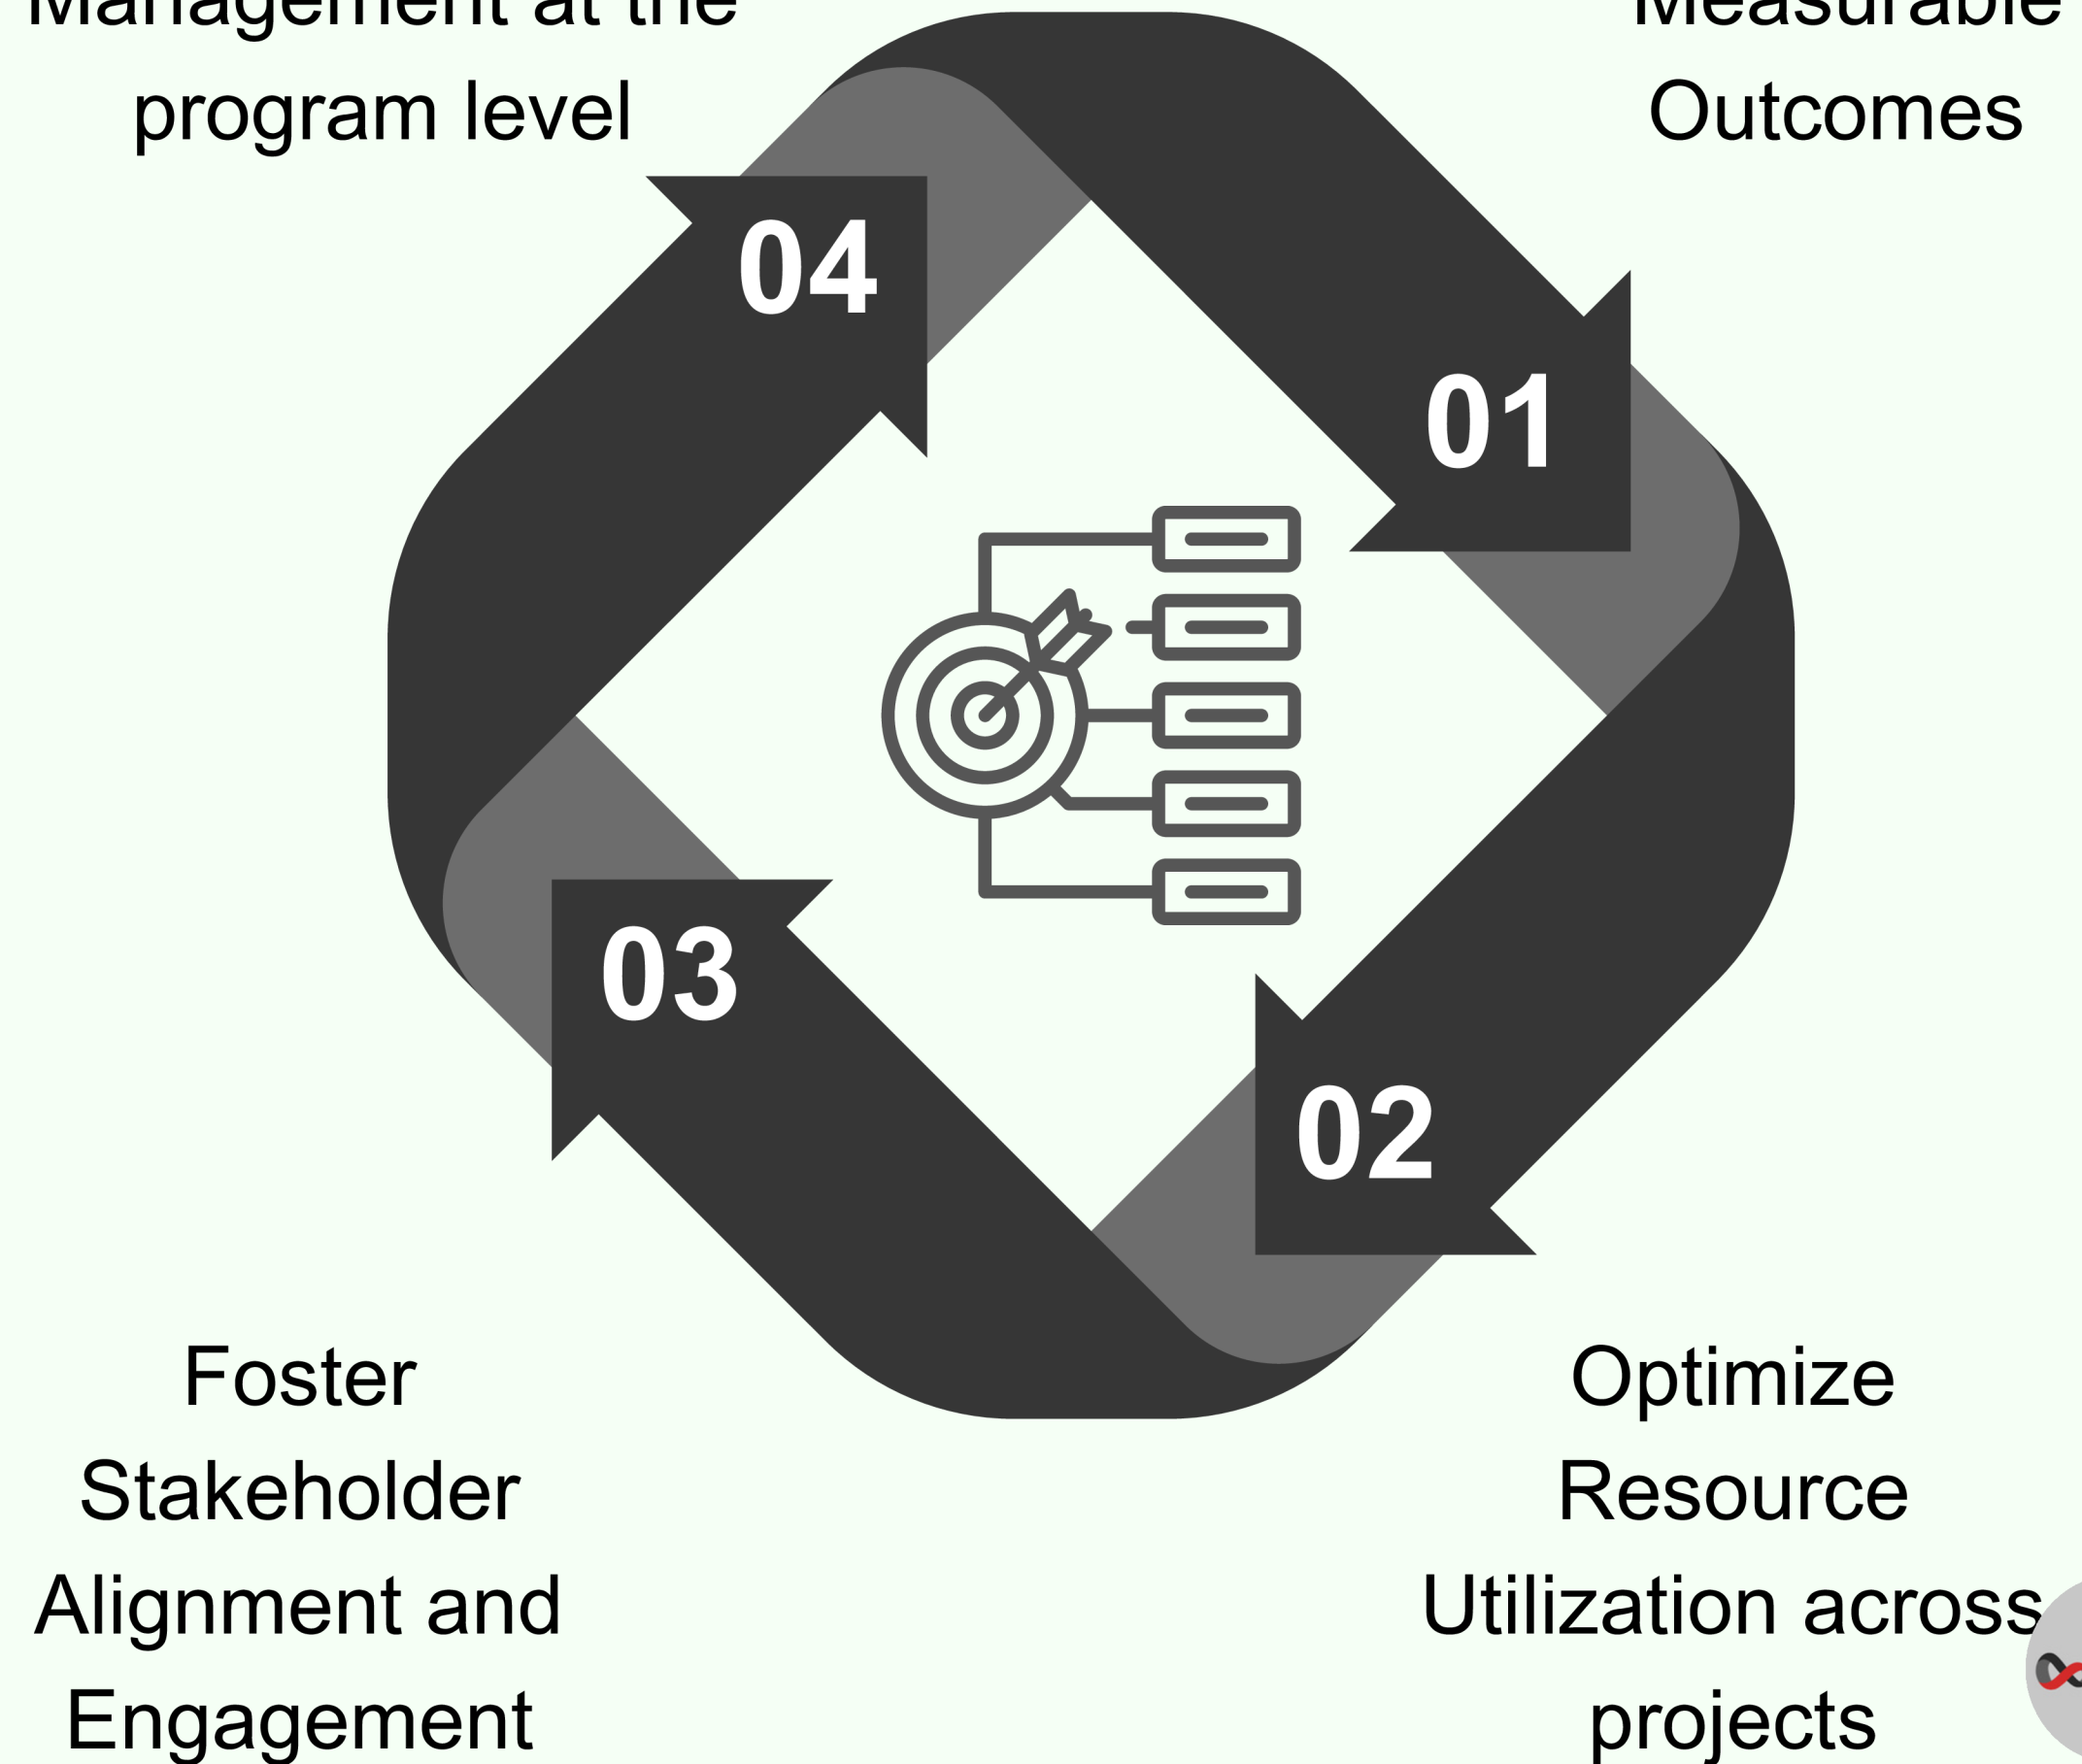 Management at the
program level
Measurable
Outcomes
04
01
03
02
Foster
Stakeholder
Alignment and
Engagement
Optimize
Resource
Utilization across
projects